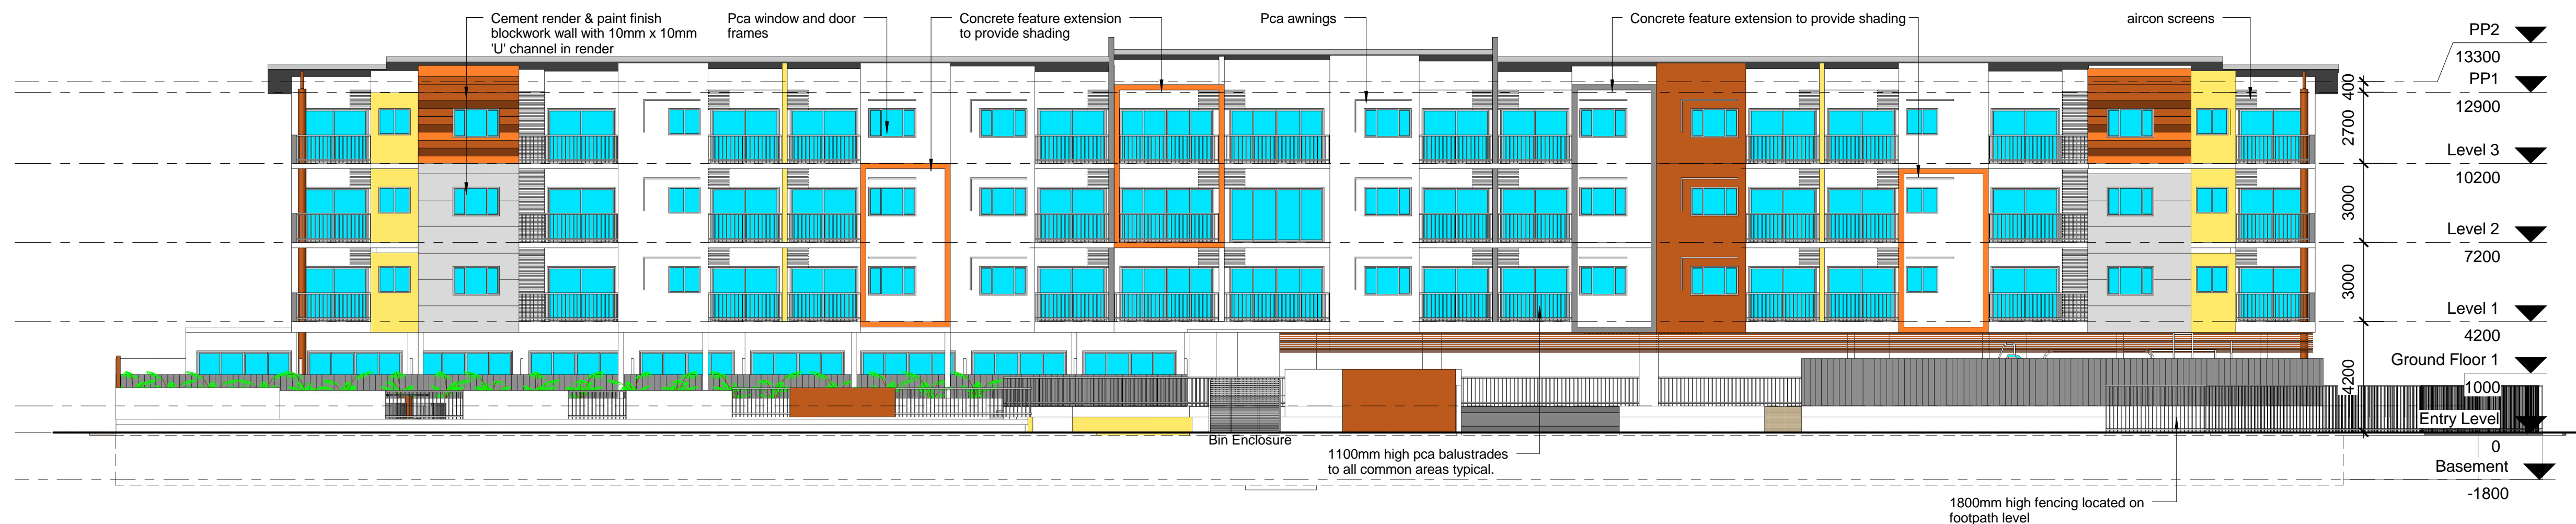 Cement render & paint finish
blockwork wall with 10mm x 10mm
'U' channel in render
Pca window and door
frames
Concrete feature extension
to provide shading
Pca awnings
Concrete feature extension to provide shading
aircon screens
PP2
13300
400
PP1
12900
2700
Level 3
10200
3000
Level 2
7200
3000
Level 1
4200
Ground Floor 1
1000
4200
Entry Level
0
Bin Enclosure
1100mm high pca balustrades
to all common areas typical.
Basement
-1800
1800mm high fencing located on
footpath level